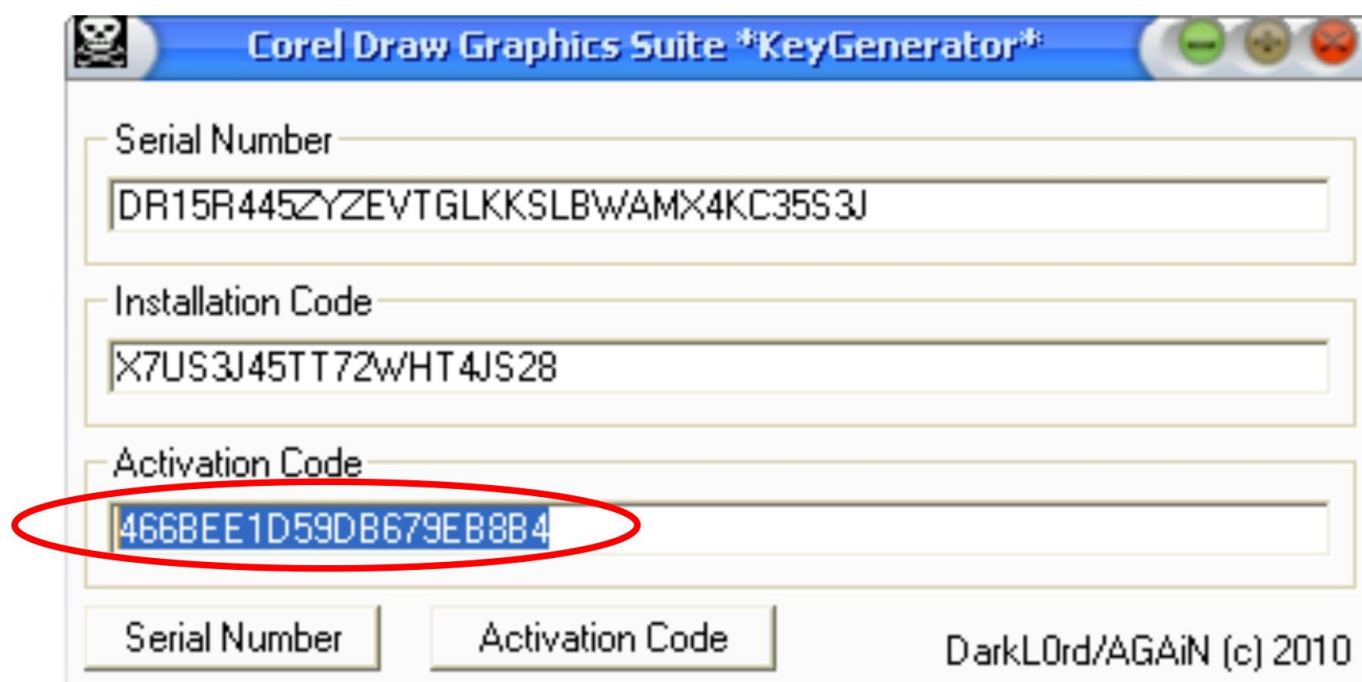 Corel Draw Graphics Suite *KeyGenerator*
Serial Number
DR15R445ZYZEVTGLKKSLBWAMX4KC35S3J
Installation Code
X7US3J45TT72WHT4JS28
Activation Code
466BEE1D59DB679EB8B4
Serial Number
Activation Code
DarkL0rd/AGAiN (c) 2010